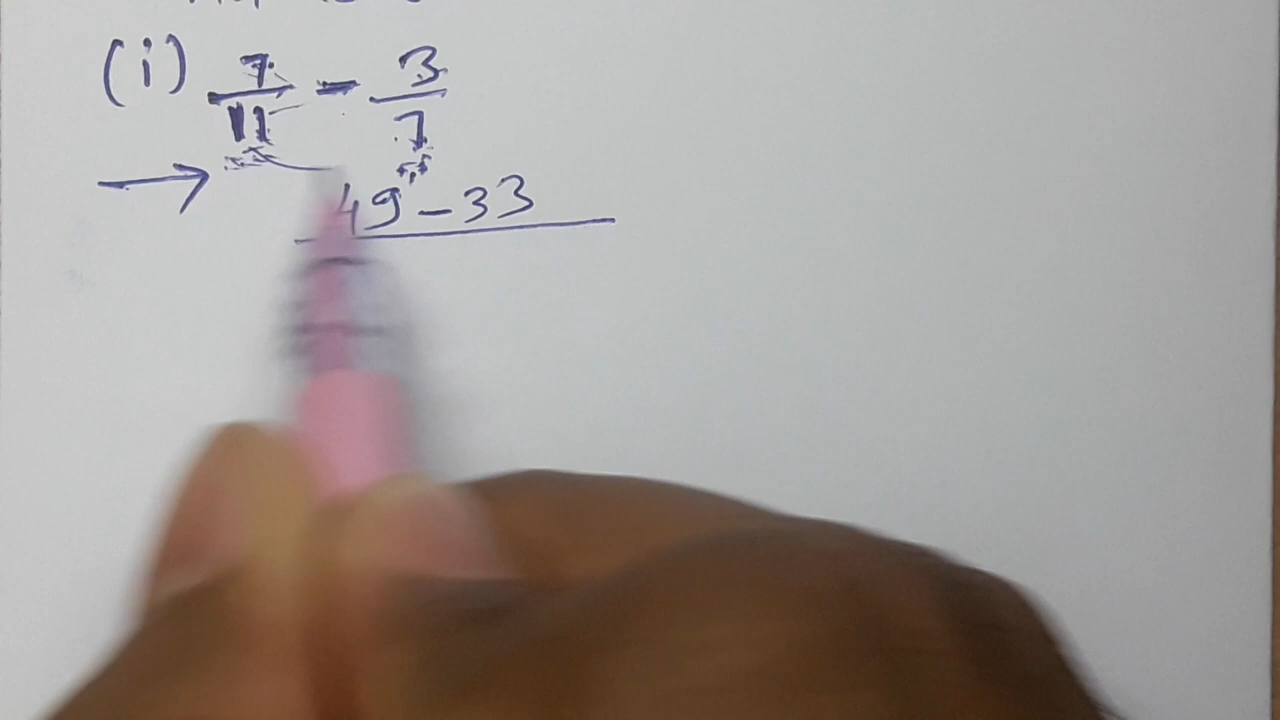 (i) 7/11 - 3/7
→ 49 - 33